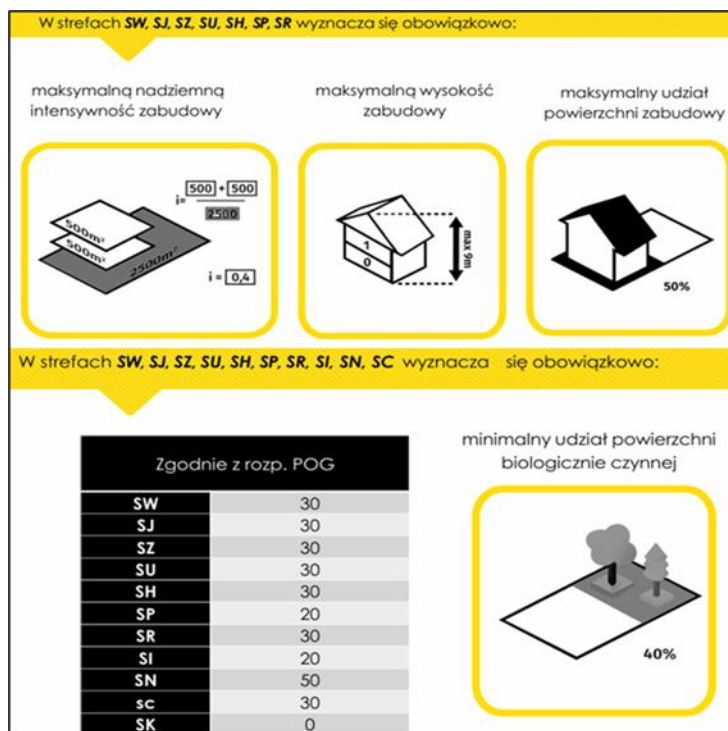 W strefach SW, SJ, SZ, SU, SH, SP, SR wyznacza się obowiązkowo:
maksymalną nadziemną
intensywność zabudowy
maksymalną wysokość
zabudowy
maksymalny udział
powierzchni zabudowy
500m²
500m²
2500m²
i= 500 + 500
2500
i = 0,4
1
0
max 9m
50%
W strefach SW, SJ, SZ, SU, SH, SP, SR, SI, SN, SC wyznacza się obowiązkowo:
Zgodnie z rozp. POG
SW 30
SJ 30
SZ 30
SU 30
SH 30
SP 20
SR 30
SI 20
SN 50
sc 30
SK 0
minimalny udział powierzchni
biologicznie czynnej
40%